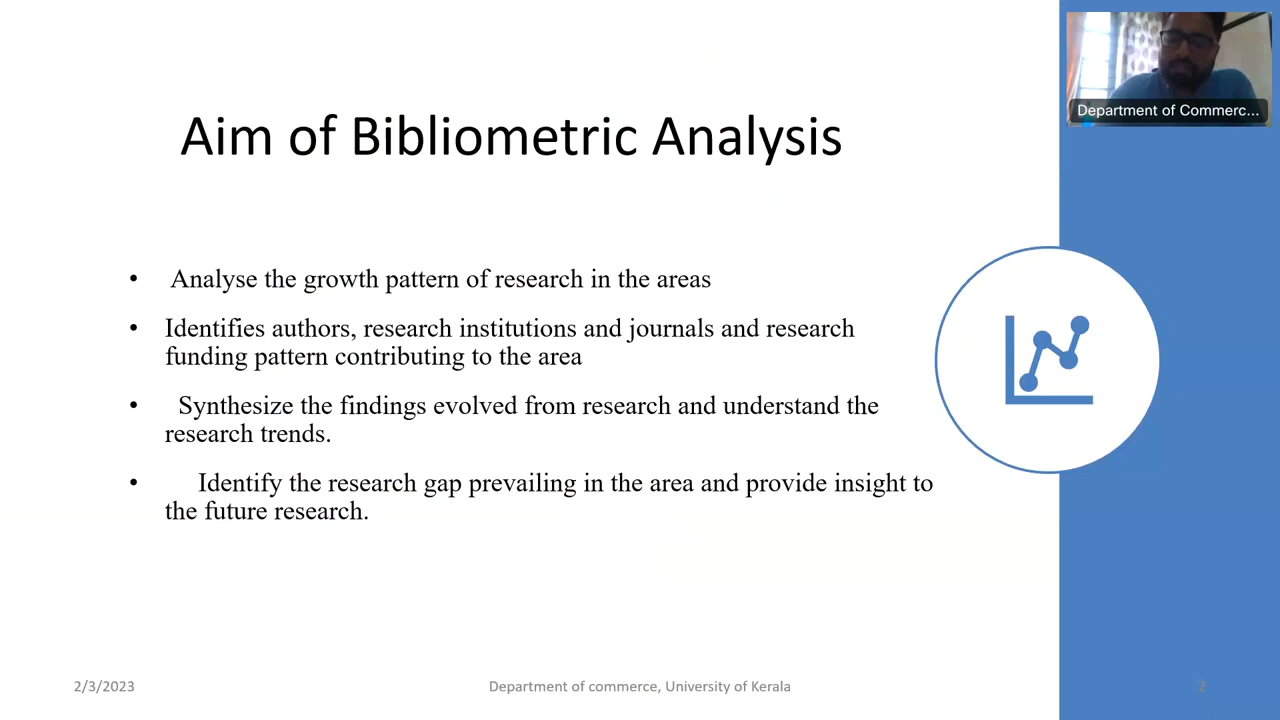 Department of Commerc...
Aim of Bibliometric Analysis
• Analyse the growth pattern of research in the areas
• Identifies authors, research institutions and journals and research
funding pattern contributing to the area
• Synthesize the findings evolved from research and understand the
research trends.
• Identify the research gap prevailing in the area and provide insight to
the future research.
2/3/2023
Department of commerce, University of Kerala
2